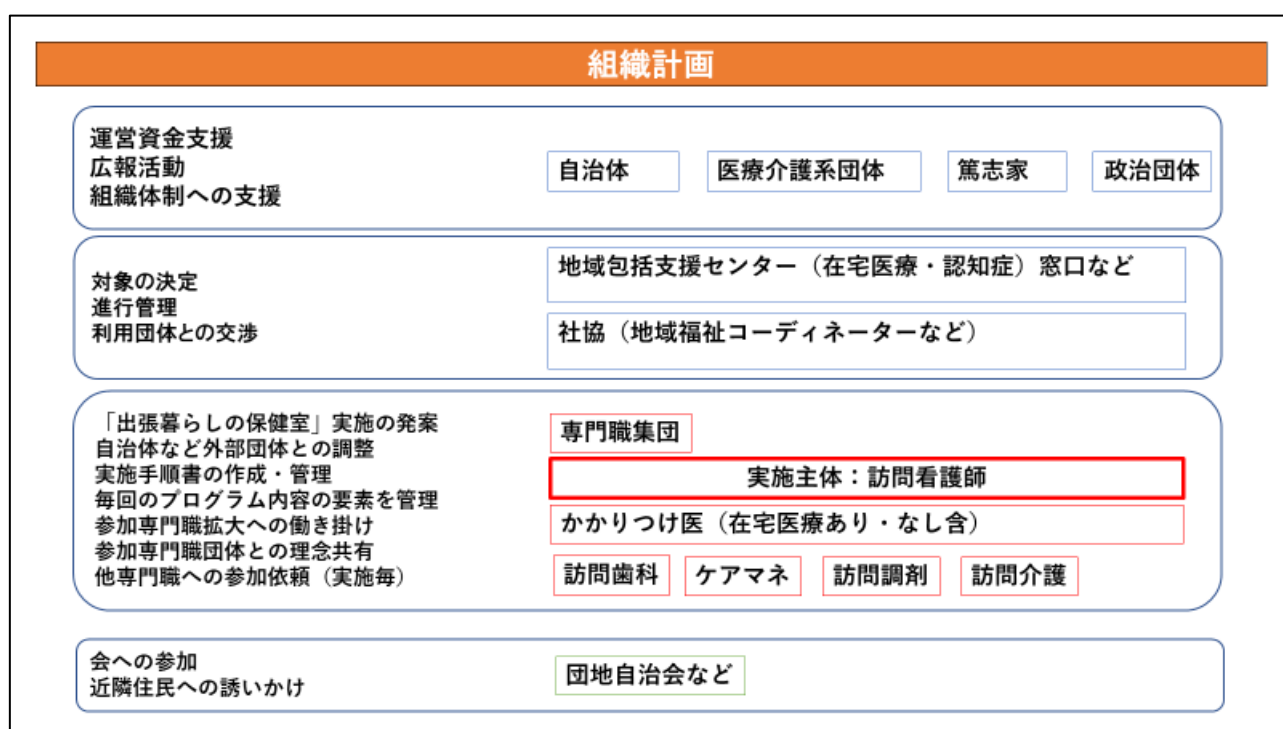 組織計画
運営資金支援
広報活動
組織体制への支援
自治体
医療介護系団体
篤志家
政治団体
対象の決定
進行管理
利用団体との交渉
地域包括支援センター（在宅医療・認知症）窓口など
社協（地域福祉コーディネーターなど）
「出張暮らしの保健室」実施の発案
自治体など外部団体との調整
実施手順書の作成・管理
毎回のプログラム内容の要素を管理
参加専門職拡大への働き掛け
参加専門職団体との理念共有
他専門職への参加依頼（実施毎）
専門職集団
実施主体：訪問看護師
かかりつけ医（在宅医療あり・なし含）
訪問歯科
ケアマネ
訪問調剤
訪問介護
会への参加
近隣住民への誘いかけ
団地自治会など